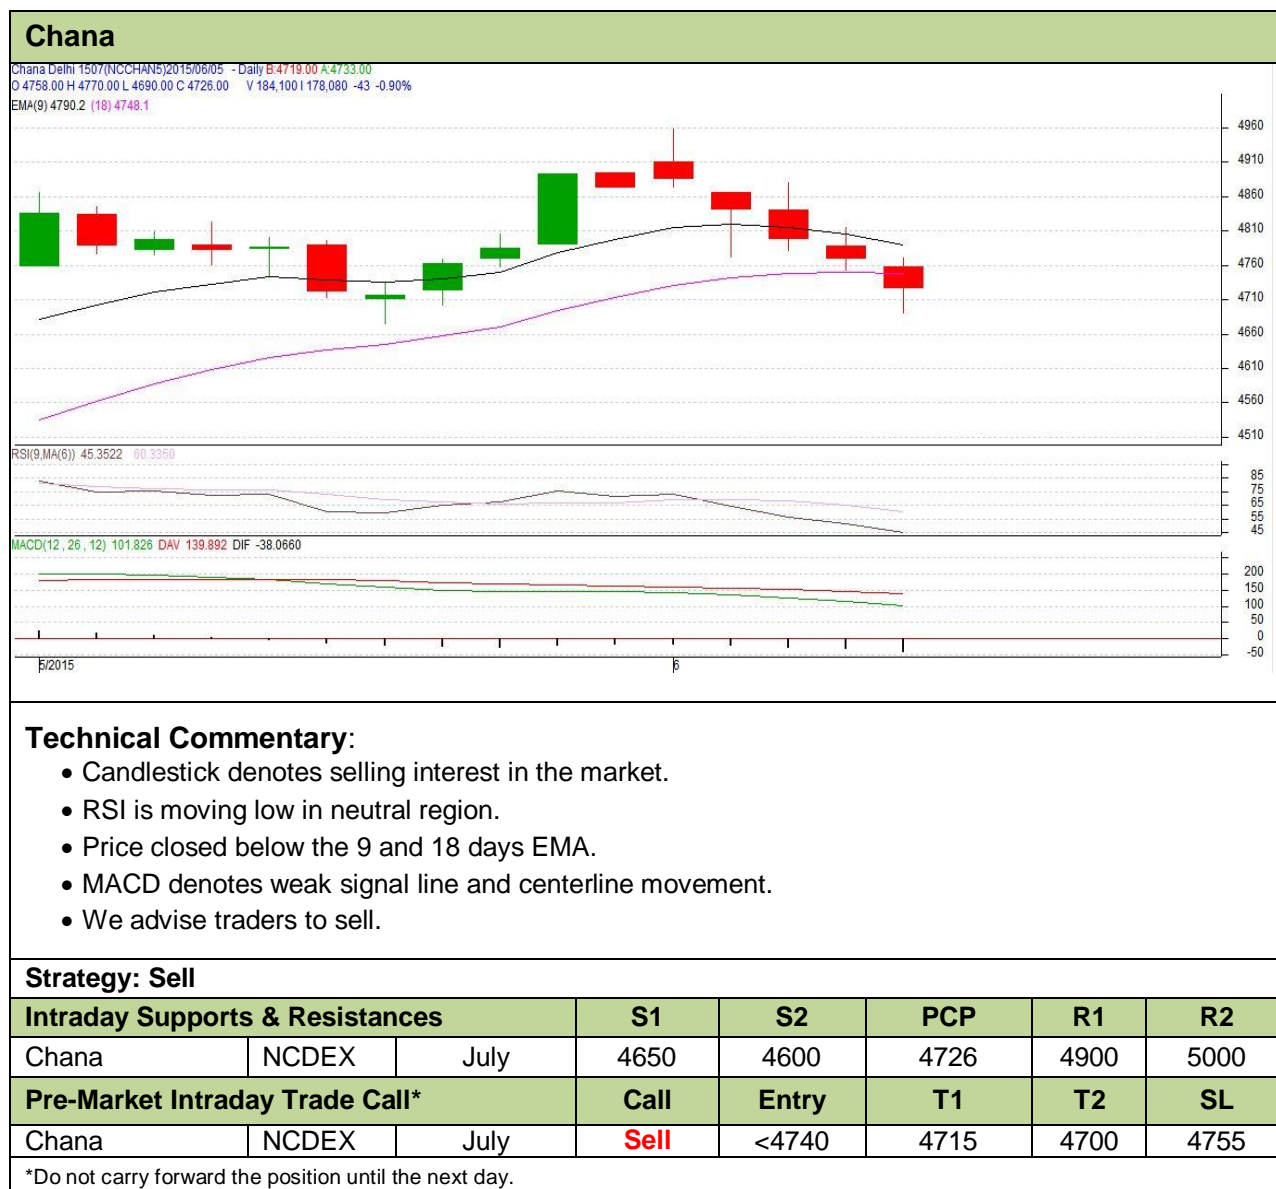 Chana
Chana Delhi 1507(NCCHAN5)2015/06/05 - Daily B:4719.00 A:4733.00
O 4758.00 H 4770.00 L 4690.00 C 4726.00 V 184,100 I 178,080 -43 -0.90%
EMA(9) 4790.2 (18) 4748.1
4960
4910
4860
4810
4760
4710
4660
4610
4560
4510
RSI(9,MA(6)) 45.3522 60.3350
85
75
65
55
45
MACD(12 , 26 , 12) 101.826 DAV 139.892 DIF -38.0660
200
150
100
50
0
-50
5/2015 6
Technical Commentary:
• Candlestick denotes selling interest in the market.
• RSI is moving low in neutral region.
• Price closed below the 9 and 18 days EMA.
• MACD denotes weak signal line and centerline movement.
• We advise traders to sell.
Strategy: Sell
Intraday Supports & Resistances S1 S2 PCP R1 R2
Chana NCDEX July 4650 4600 4726 4900 5000
Pre-Market Intraday Trade Call* Call Entry T1 T2 SL
Chana NCDEX July Sell <4740 4715 4700 4755
*Do not carry forward the position until the next day.